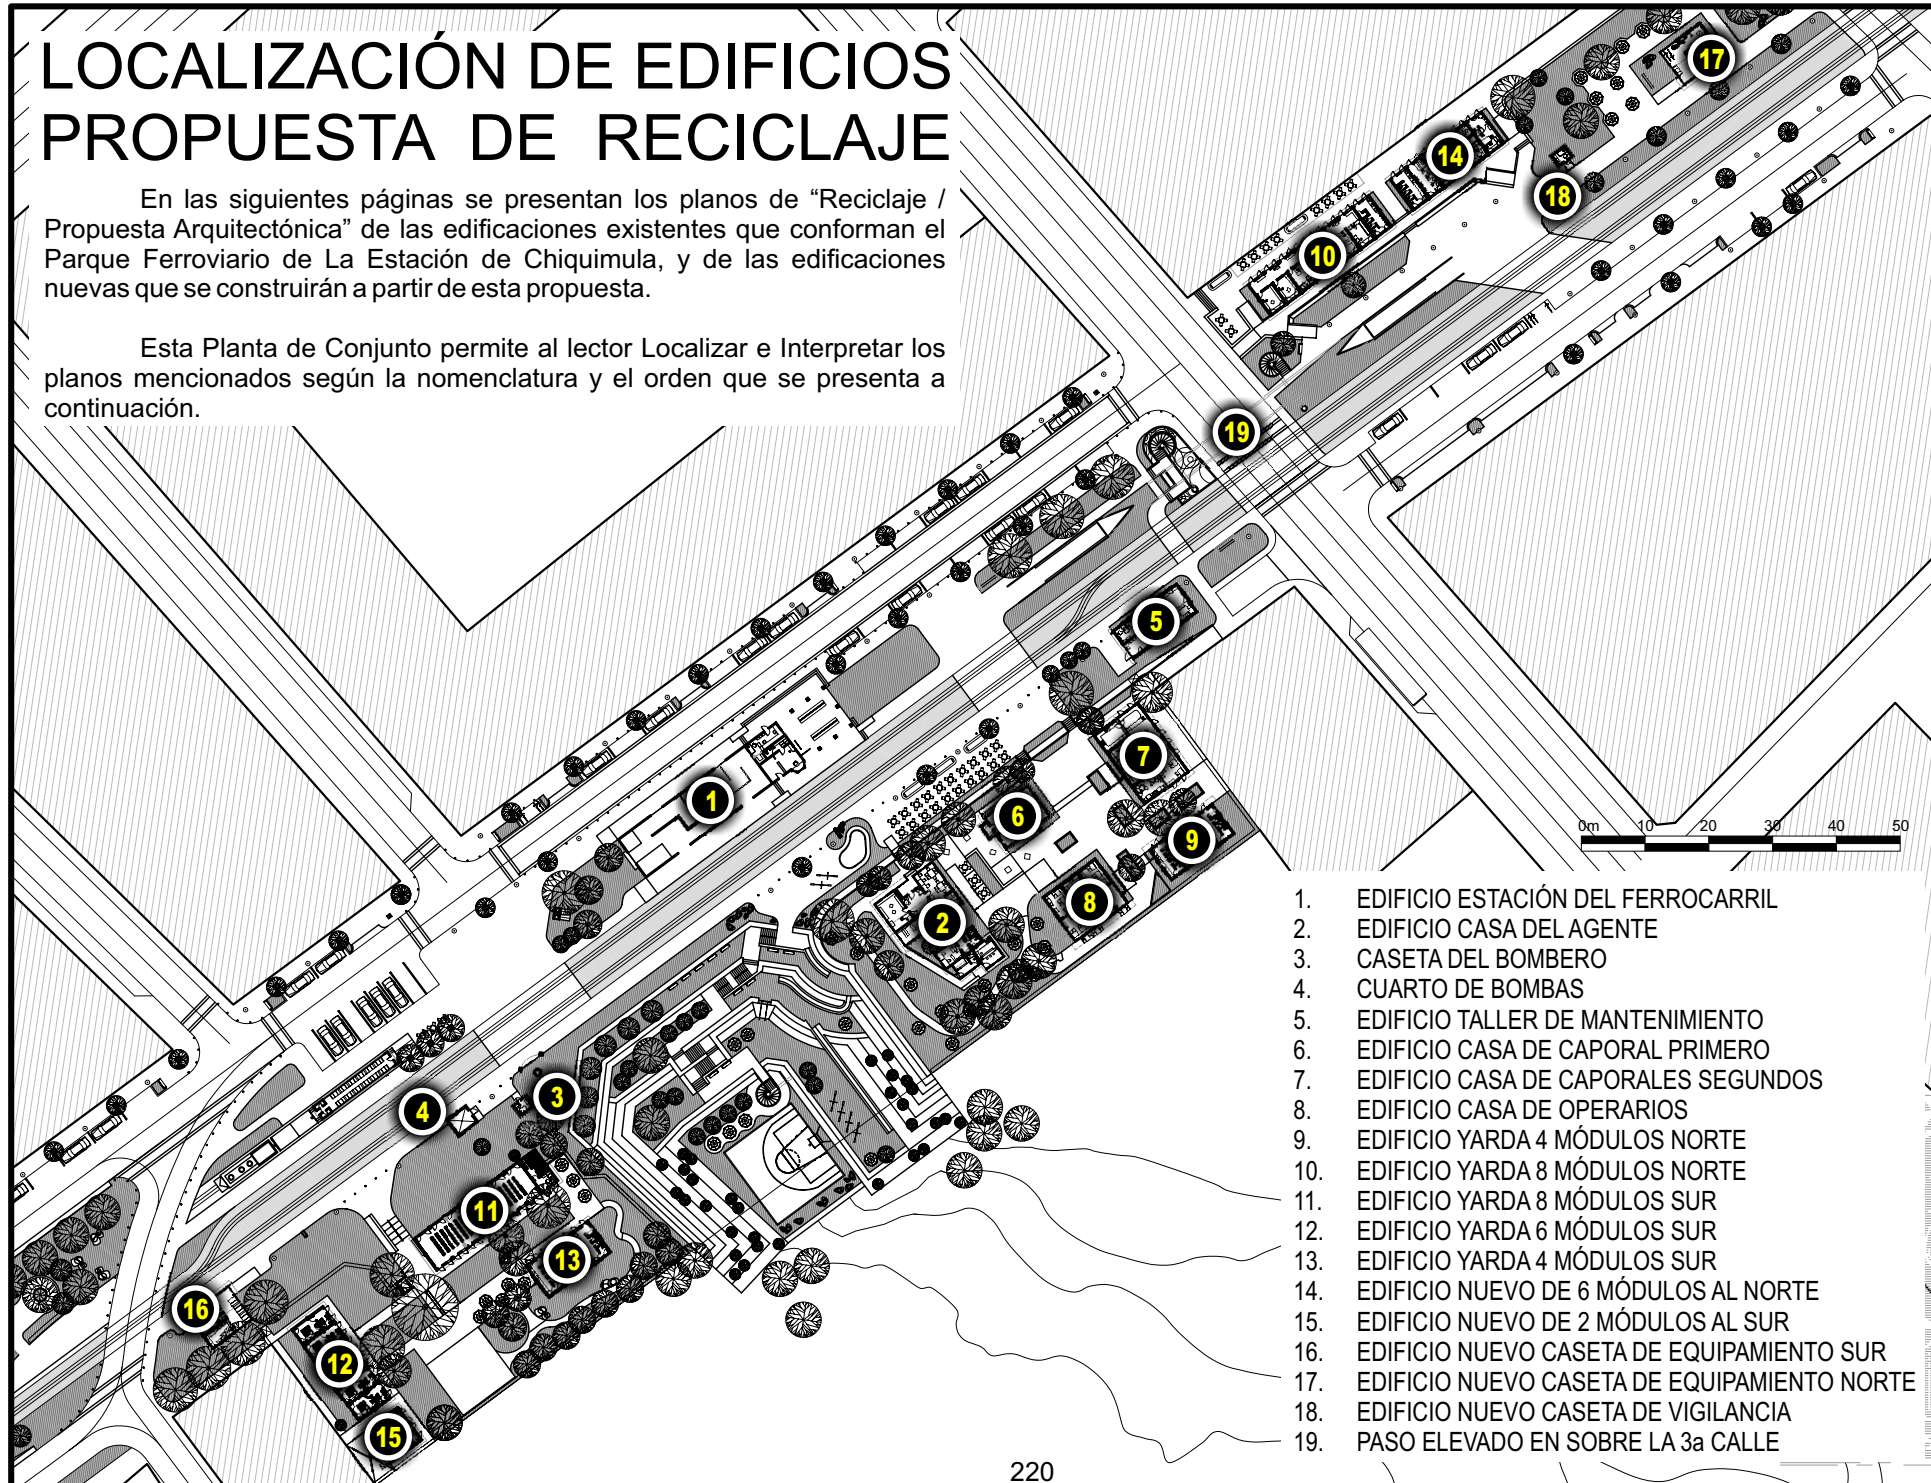 LOCALIZACIÓN DE EDIFICIOS
PROPUESTA DE RECICLAJE
En las siguientes páginas se presentan los planos de “Reciclaje /
Propuesta Arquitectónica” de las edificaciones existentes que conforman el
Parque Ferroviario de La Estación de Chiquimula, y de las edificaciones
nuevas que se construirán a partir de esta propuesta.
Esta Planta de Conjunto permite al lector Localizar e Interpretar los
planos mencionados según la nomenclatura y el orden que se presenta a
continuación.
17
14
18
10
19
5
7
1
6
9
8
2
3
4
11
13
16
12
15
0m 10 20 30 40 50
1. EDIFICIO ESTACIÓN DEL FERROCARRIL
2. EDIFICIO CASA DEL AGENTE
3. CASETA DEL BOMBERO
4. CUARTO DE BOMBAS
5. EDIFICIO TALLER DE MANTENIMIENTO
6. EDIFICIO CASA DE CAPORAL PRIMERO
7. EDIFICIO CASA DE CAPORALES SEGUNDOS
8. EDIFICIO CASA DE OPERARIOS
9. EDIFICIO YARDA 4 MÓDULOS NORTE
10. EDIFICIO YARDA 8 MÓDULOS NORTE
11. EDIFICIO YARDA 8 MÓDULOS SUR
12. EDIFICIO YARDA 6 MÓDULOS SUR
13. EDIFICIO YARDA 4 MÓDULOS SUR
14. EDIFICIO NUEVO DE 6 MÓDULOS AL NORTE
15. EDIFICIO NUEVO DE 2 MÓDULOS AL SUR
16. EDIFICIO NUEVO CASETA DE EQUIPAMIENTO SUR
17. EDIFICIO NUEVO CASETA DE EQUIPAMIENTO NORTE
18. EDIFICIO NUEVO CASETA DE VIGILANCIA
19. PASO ELEVADO EN SOBRE LA 3a CALLE
220